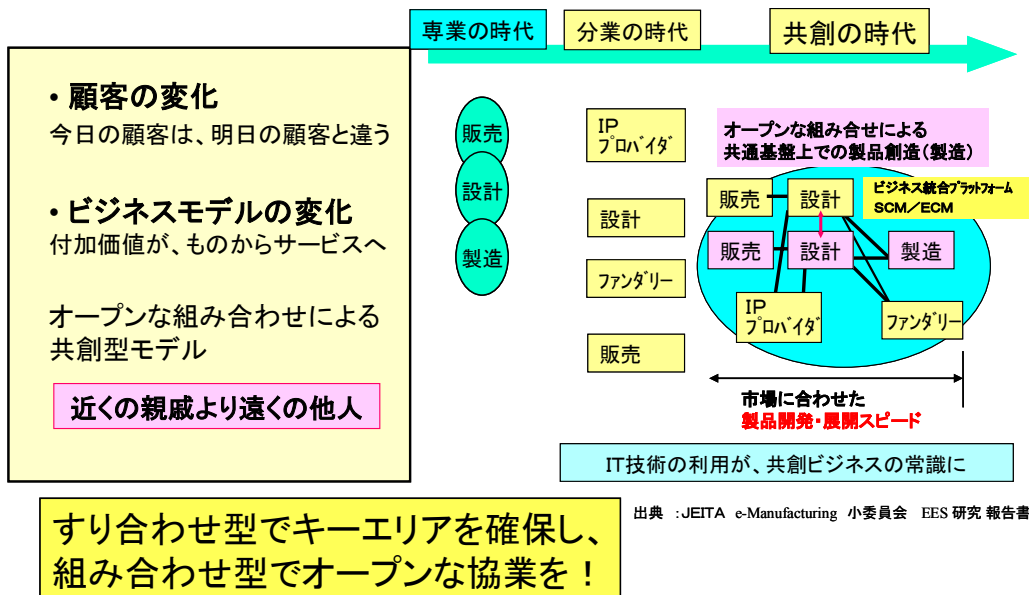 専業の時代
分業の時代
共創の時代
・顧客の変化
今日の顧客は、明日の顧客と違う
・ビジネスモデルの変化
付加価値が、ものからサービスへ
オープンな組み合わせによる
共創型モデル
近くの親戚より遠くの他人
販売
設計
製造
IP
ﾌﾟﾛﾊﾞｲﾀﾞ
設計
ﾌｧﾝﾀﾞﾘｰ
販売
オープンな組み合せによる
共通基盤上での製品創造（製造）
ビジネス統合ﾌﾟﾗｯﾄﾌｫｰﾑ
SCM／ECM
販売
設計
販売
設計
製造
IP
ﾌﾟﾛﾊﾞｲﾀﾞ
ﾌｧﾝﾀﾞﾘｰ
市場に合わせた
製品開発・展開スピード
IT技術の利用が、共創ビジネスの常識に
出典 ：JEITA e-Manufacturing 小委員会 EES 研究 報告書
すり合わせ型でキーエリアを確保し、
組み合わせ型でオープンな協業を！